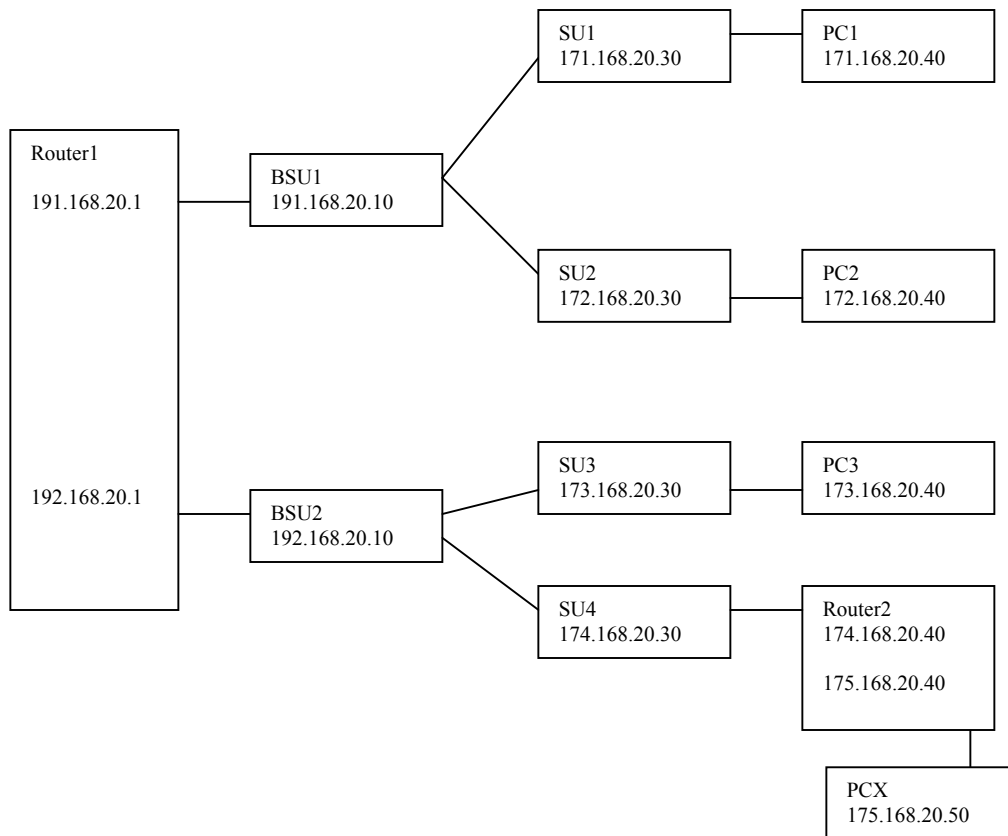 SU1
171.168.20.30
PC1
171.168.20.40
Router1
191.168.20.1
BSU1
191.168.20.10
SU2
172.168.20.30
PC2
172.168.20.40
192.168.20.1
BSU2
192.168.20.10
SU3
173.168.20.30
PC3
173.168.20.40
SU4
174.168.20.30
Router2
174.168.20.40
175.168.20.40
PCX
175.168.20.50